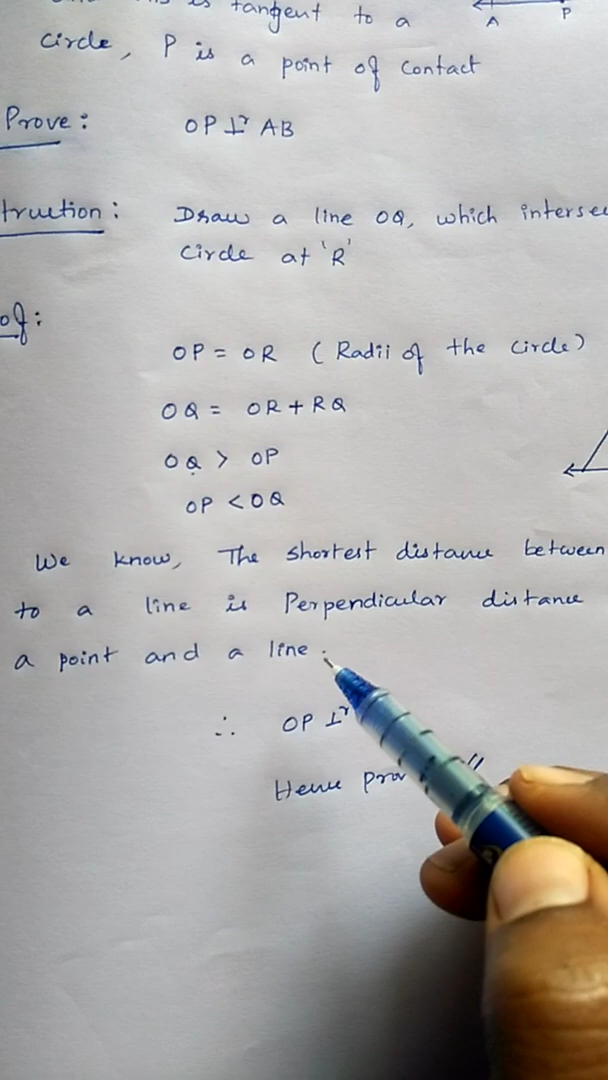 tangent to a
A P
circle, P is a point of contact
Prove:
OP ⊥r AB
truction: Draw a line OQ, which interse
circle at 'R'
of:
OP = OR (Radii of the circle)
OQ = OR + RQ
OQ > OP
OP < OQ
We know, The shortest distance between
to a line is Perpendicular distance
a point and a line.
∴ OP ⊥r
Hence pro